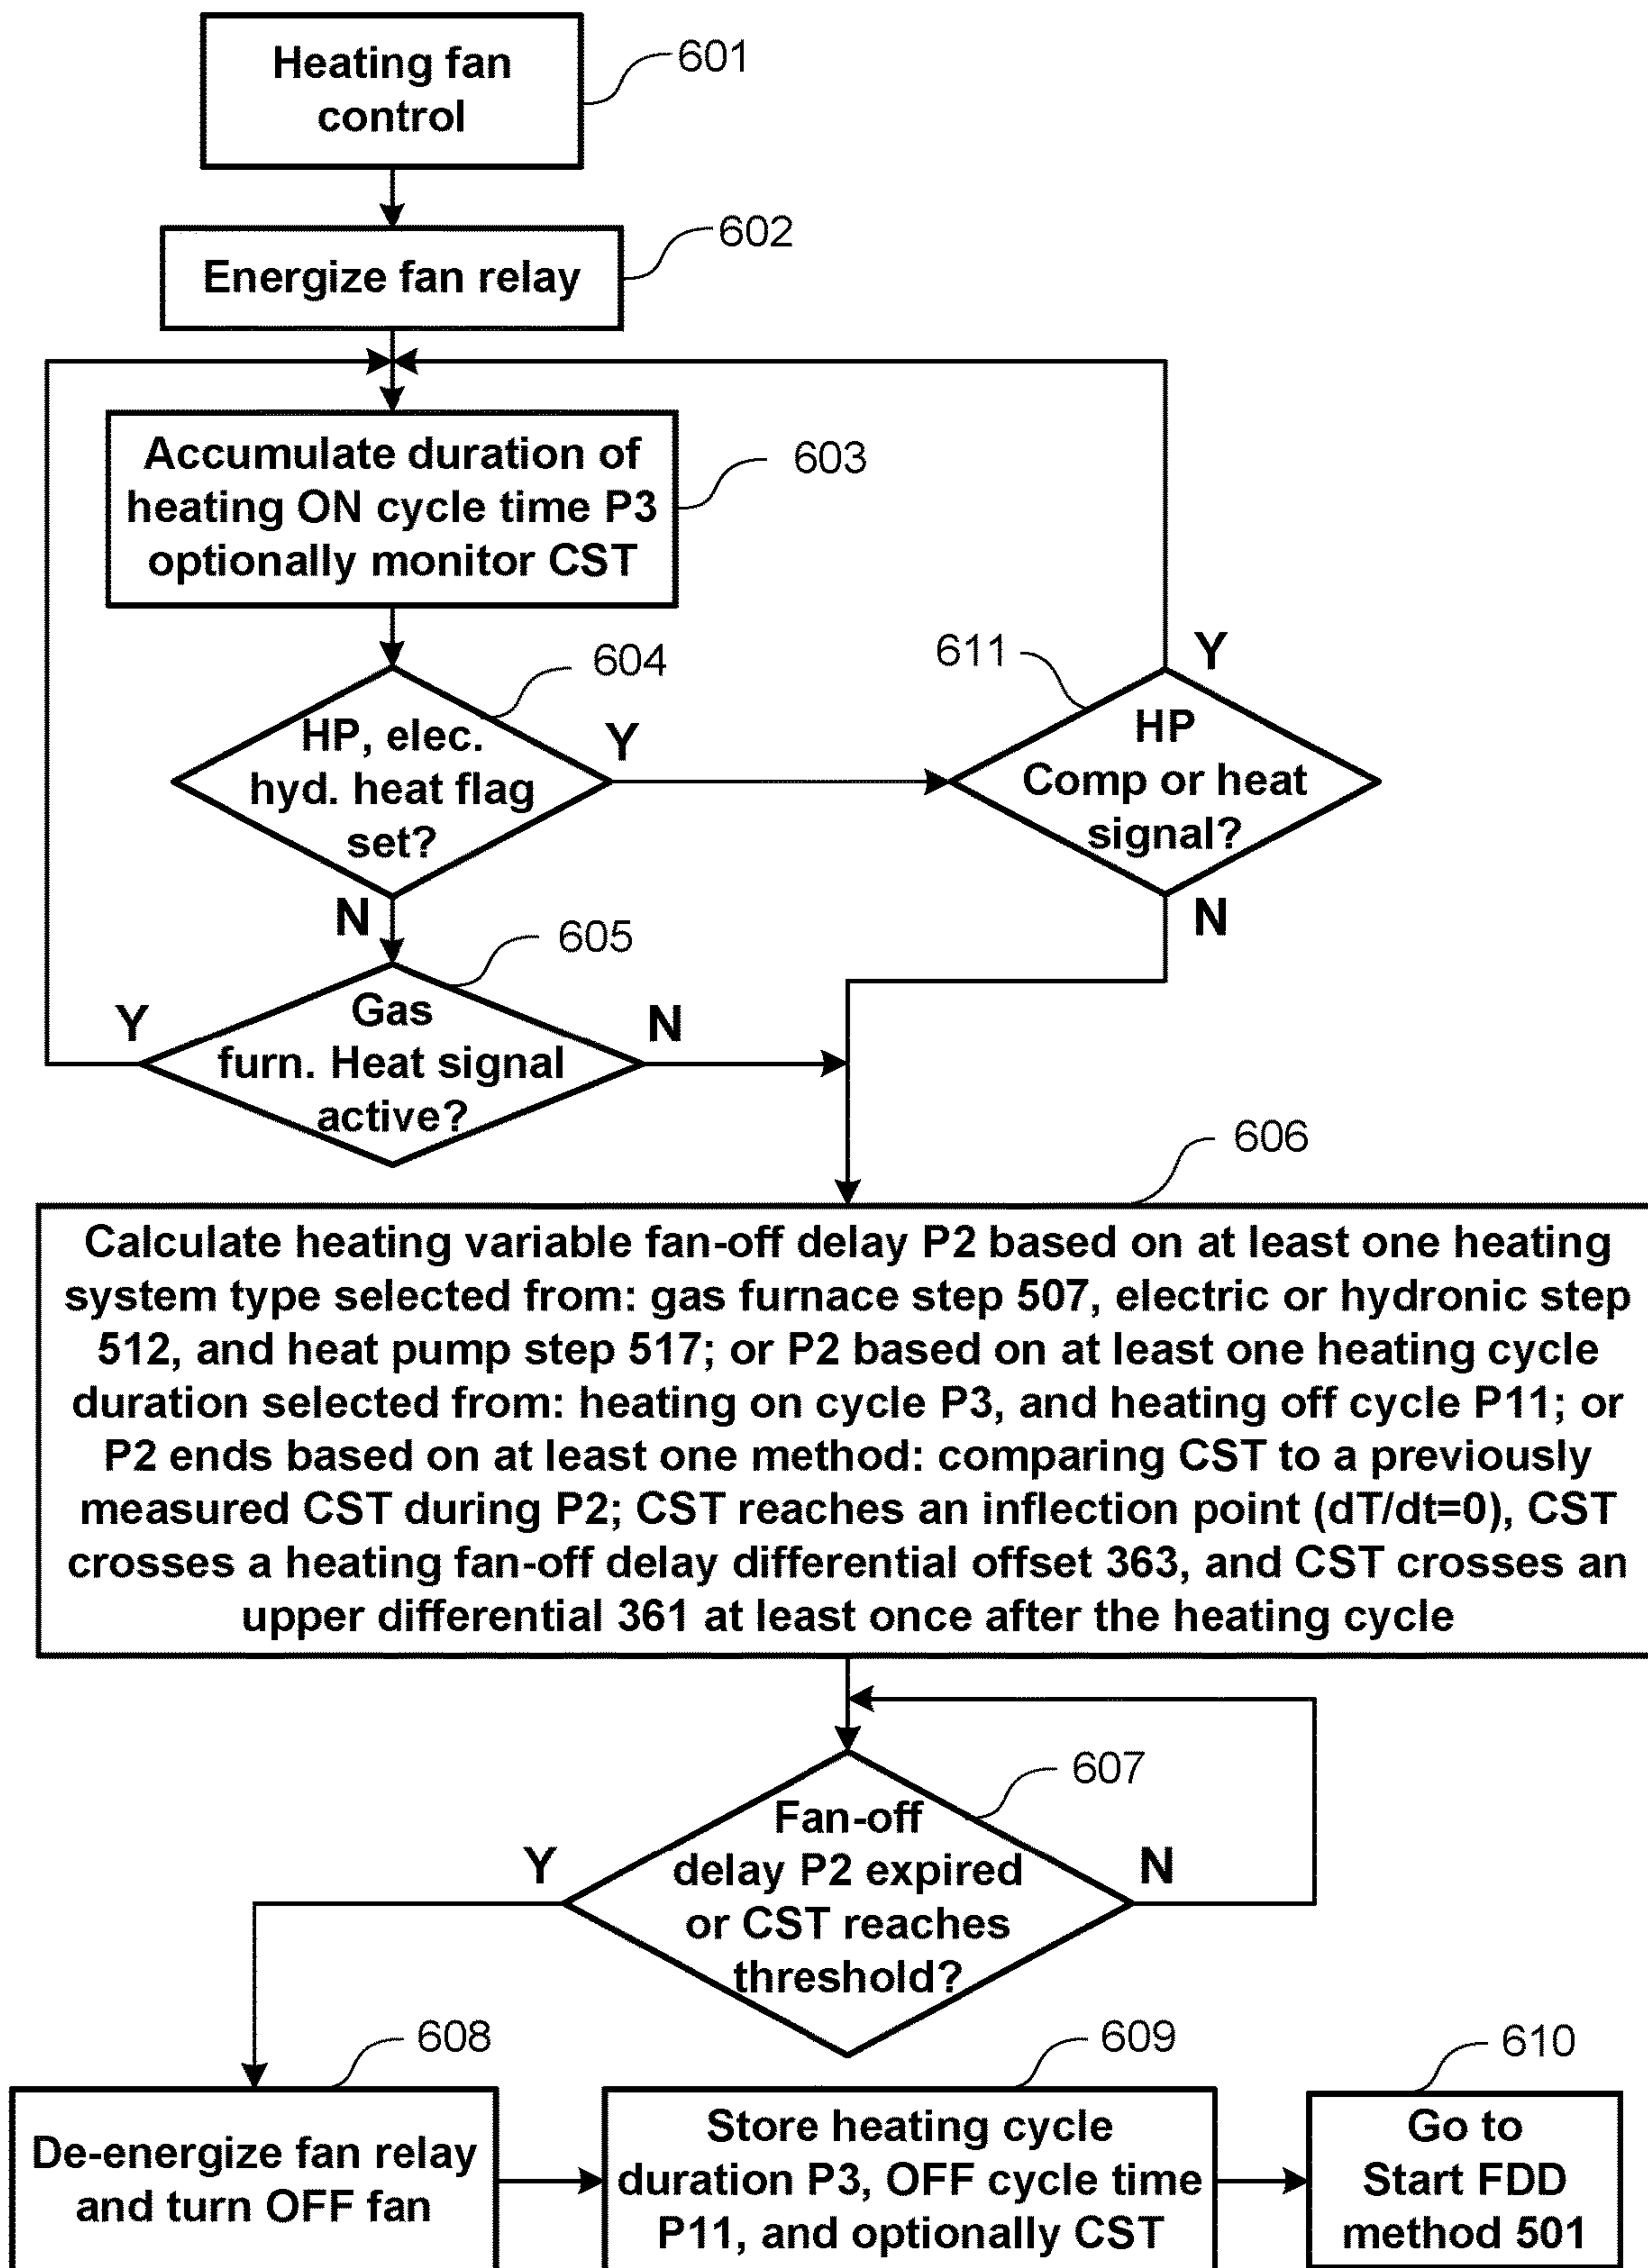 Heating fan
control
601
602
Energize fan relay
Accumulate duration of
heating ON cycle time P3
optionally monitor CST
603
604
HP, elec.
hyd. heat flag
set?
Y
N
611
Y
HP
Comp or heat
signal?
N
605
Y
Gas
furn. Heat signal
active?
N
606
Calculate heating variable fan-off delay P2 based on at least one heating
system type selected from: gas furnace step 507, electric or hydronic step
512, and heat pump step 517; or P2 based on at least one heating cycle
duration selected from: heating on cycle P3, and heating off cycle P11; or
P2 ends based on at least one method: comparing CST to a previously
measured CST during P2; CST reaches an inflection point (dT/dt=0), CST
crosses a heating fan-off delay differential offset 363, and CST crosses an
upper differential 361 at least once after the heating cycle
607
Fan-off
delay P2 expired
or CST reaches
threshold?
Y
N
608
De-energize fan relay
and turn OFF fan
609
Store heating cycle
duration P3, OFF cycle time
P11, and optionally CST
610
Go to
Start FDD
method 501